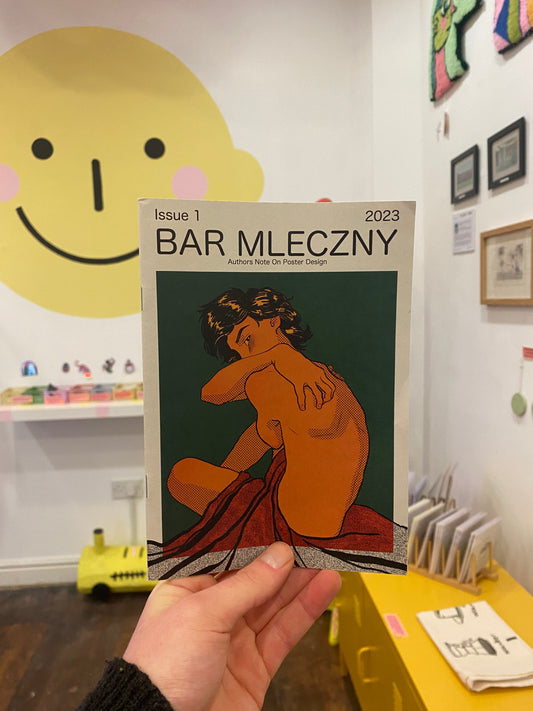 Issue 1
2023
BAR MLECZNY
Authors Note On Poster Design